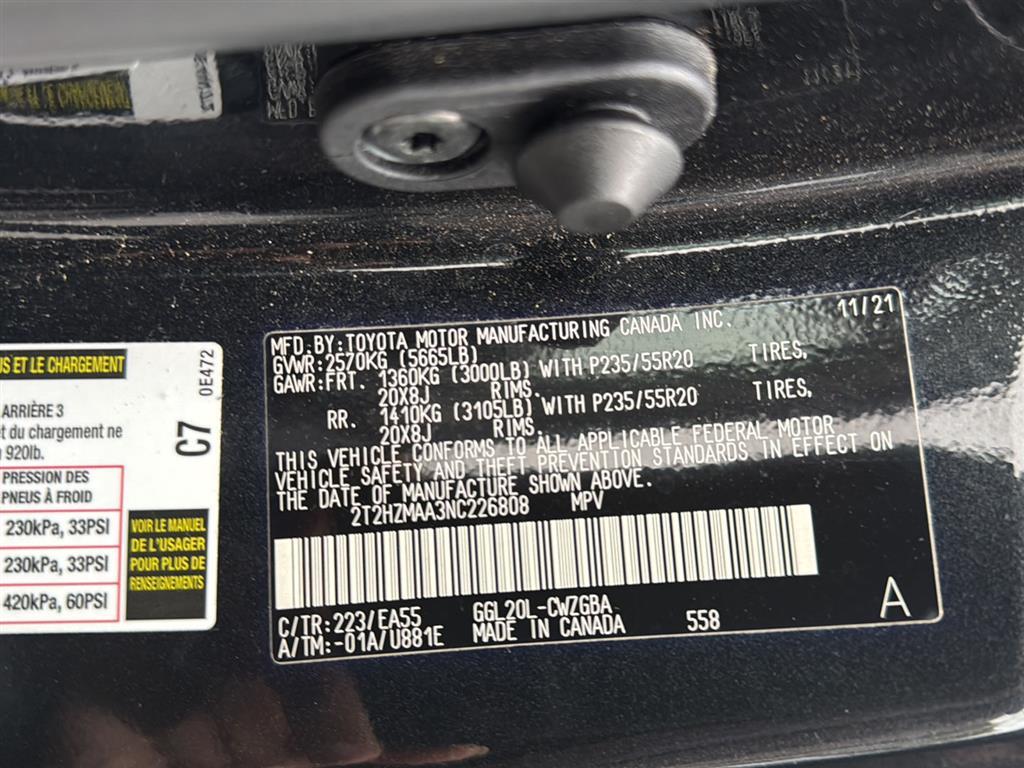 US ET LE CHARGEMENT
ARRIÈRE 3
et du chargement ne
920lb.
PRESSION DES
PNEUS À FROID
230kPa, 33PSI
230kPa, 33PSI
420kPa, 60PSI
0E472
C7
VOIR LE MANUEL
DE L'USAGER
POUR PLUS DE
RENSEIGNEMENTS
11/21
MFD.BY:TOYOTA MOTOR MANUFACTURING CANADA INC.
GVWR:2570KG (5665LB)
GAWR:FRT. 1360KG (3000LB) WITH P235/55R20 TIRES,
20X8J RIMS.
RR. 1410KG (3105LB) WITH P235/55R20 TIRES,
20X8J RIMS.
THIS VEHICLE CONFORMS TO ALL APPLICABLE FEDERAL MOTOR
VEHICLE SAFETY AND THEFT PREVENTION STANDARDS IN EFFECT ON
THE DATE OF MANUFACTURE SHOWN ABOVE.
2T2HZMAA3NC226808 MPV
C/TR:223/EA55 GGL20L-CWZGBA
A/TM:-01A/U881E MADE IN CANADA 558
A